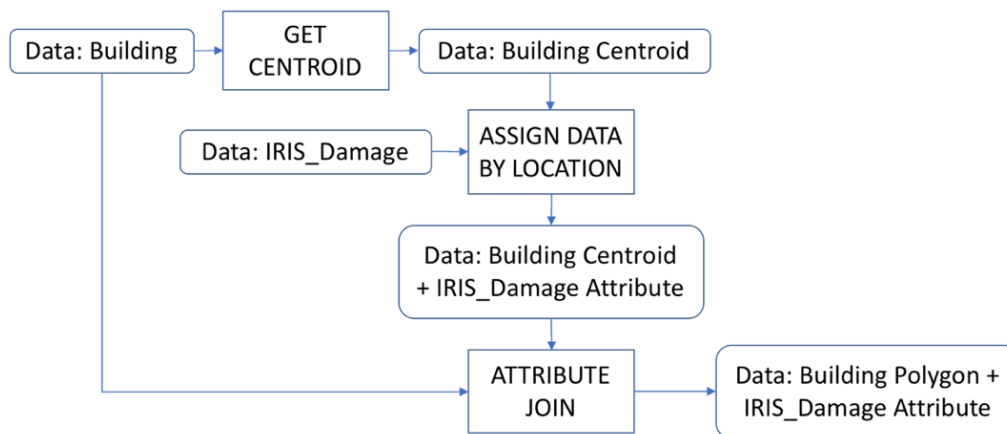 Data: Building
GET
CENTROID
Data: Building Centroid
Data: IRIS_Damage
ASSIGN DATA
BY LOCATION
Data: Building Centroid
+ IRIS_Damage Attribute
ATTRIBUTE
JOIN
Data: Building Polygon +
IRIS_Damage Attribute